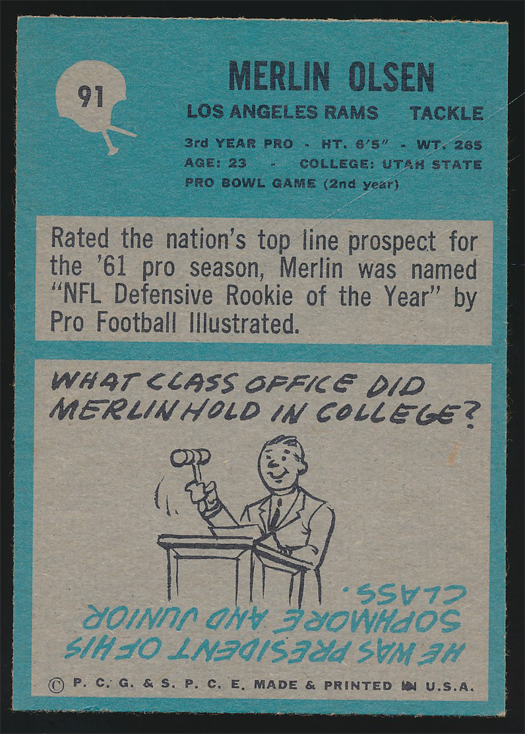 91
MERLIN OLSEN
LOS ANGELES RAMS TACKLE
3rd YEAR PRO - HT. 6'5" - WT. 265
AGE: 23 - COLLEGE: UTAH STATE
PRO BOWL GAME (2nd year)
Rated the nation's top line prospect for
the '61 pro season, Merlin was named
"NFL Defensive Rookie of the Year" by
Pro Football Illustrated.
WHAT CLASS OFFICE DID
MERLIN HOLD IN COLLEGE?
HE WAS PRESIDENT OF HIS
SOPHMORE AND JUNIOR
CLASS.
© P. C. G. & S. P. C. E. MADE & PRINTED IN U.S.A.